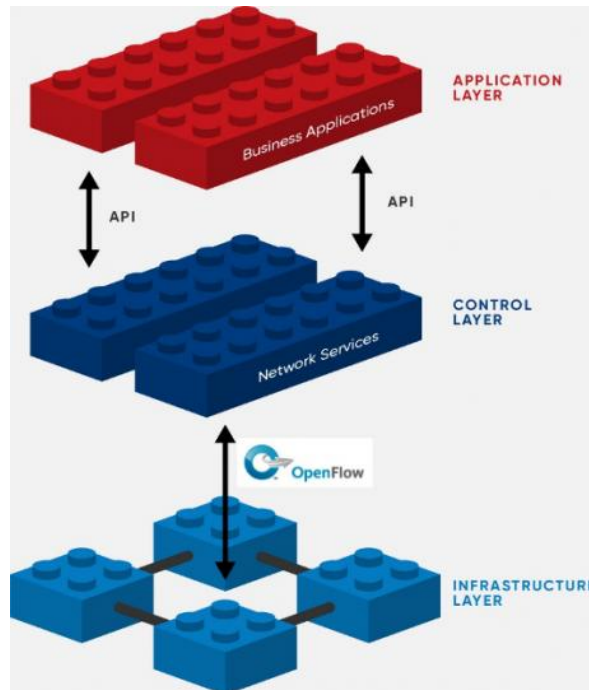 APPLICATION
LAYER
Business Applications
API
API
CONTROL
LAYER
Network Services
OpenFlow
INFRASTRUCTURE
LAYER